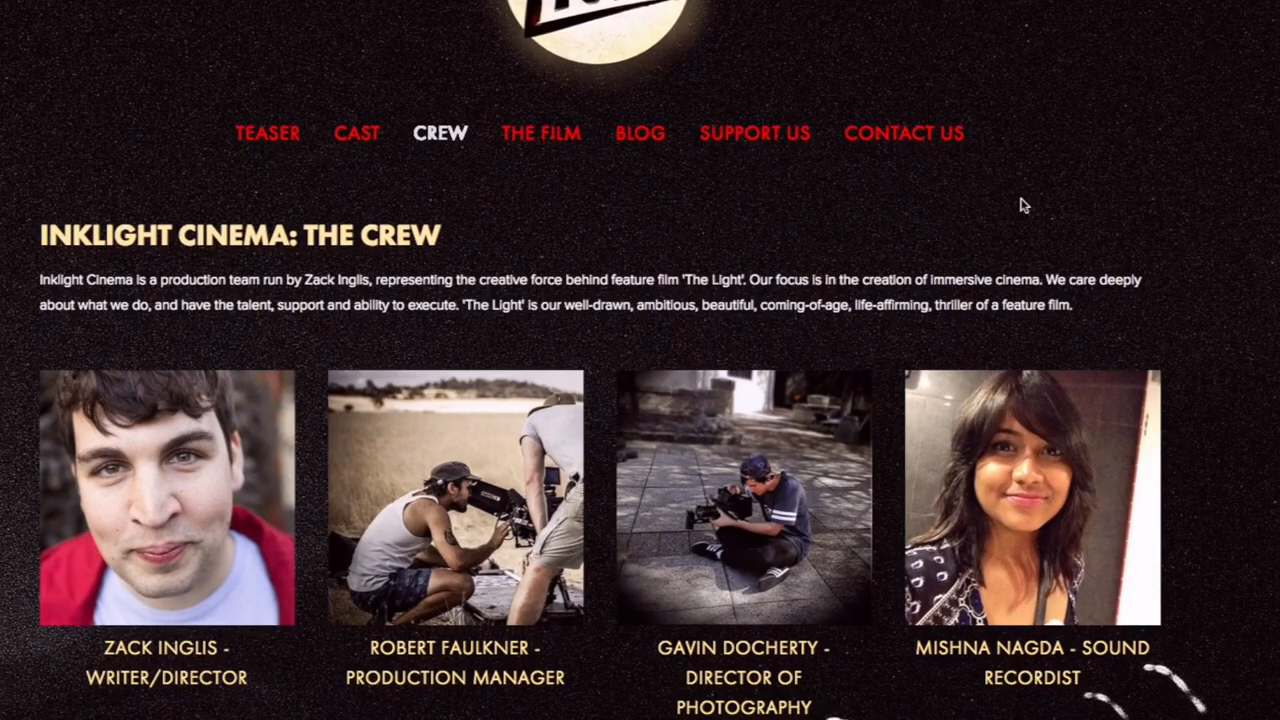 TEASER CAST CREW THE FILM BLOG SUPPORT US CONTACT US
INKLIGHT CINEMA: THE CREW
Inklight Cinema is a production team run by Zack Inglis, representing the creative force behind feature film 'The Light'. Our focus is in the creation of immersive cinema. We care deeply
about what we do, and have the talent, support and ability to execute. 'The Light' is our well-drawn, ambitious, beautiful, coming-of-age, life-affirming, thriller of a feature film.
ZACK INGLIS -
WRITER/DIRECTOR
ROBERT FAULKNER -
PRODUCTION MANAGER
GAVIN DOCHERTY -
DIRECTOR OF
PHOTOGRAPHY
MISHNA NAGDA - SOUND
RECORDIST